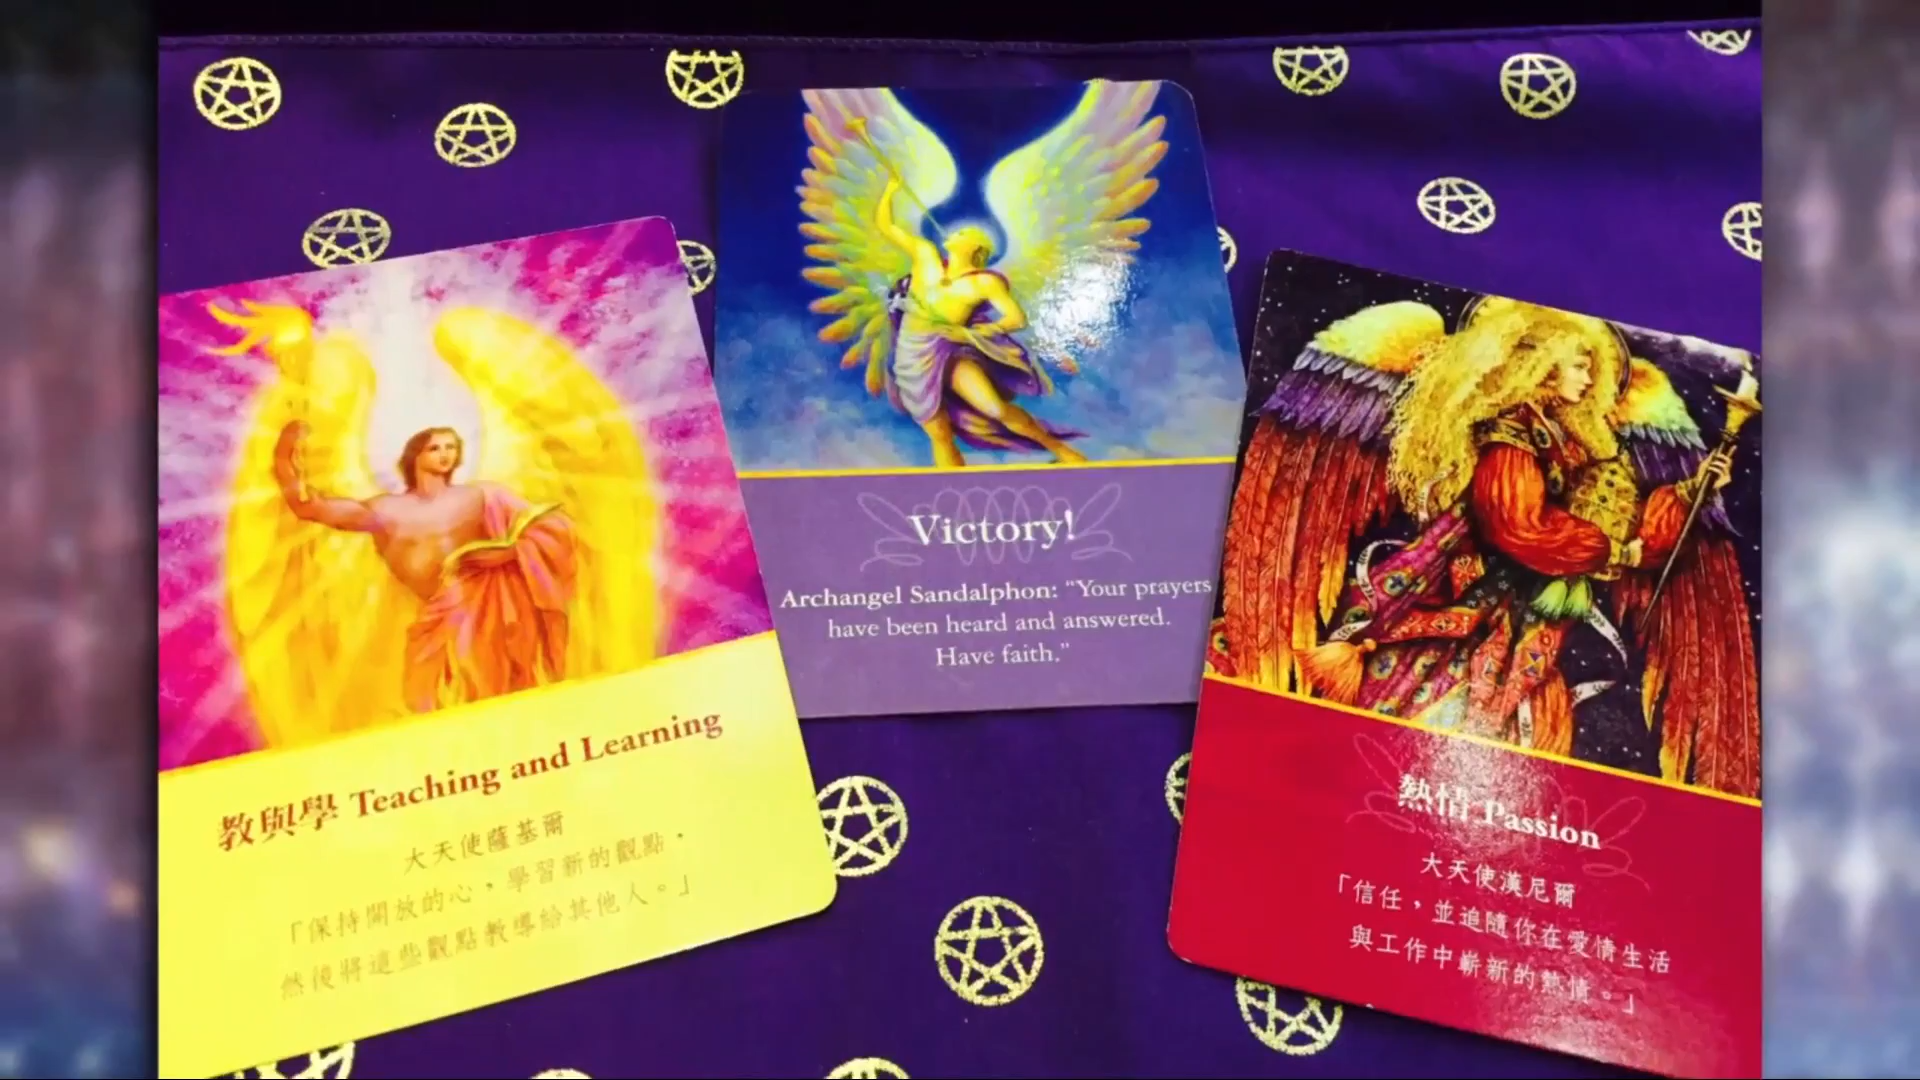 教與學 Teaching and Learning
大天使薩基爾
「保持開放的心,學習新的觀點,
然後將這些觀點教導給其他人。」
Victory!
Archangel Sandalphon: “Your prayers
have been heard and answered.
Have faith.”
熱情 Passion
大天使漢尼爾
「信任,並追隨你在愛情生活
與工作中嶄新的熱情。」